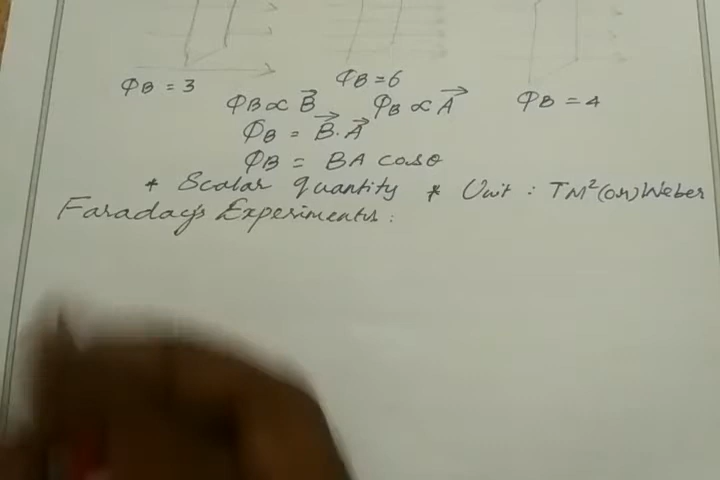 ΦB = 3 ΦB = 6 ΦB = 4
ΦB ∝ B⃗ ΦB ∝ A⃗
ΦB = B⃗ . A⃗
ΦB = BA cosθ
* Scalar quantity * Unit : TM² (or) Weber
Faraday's Experiments :